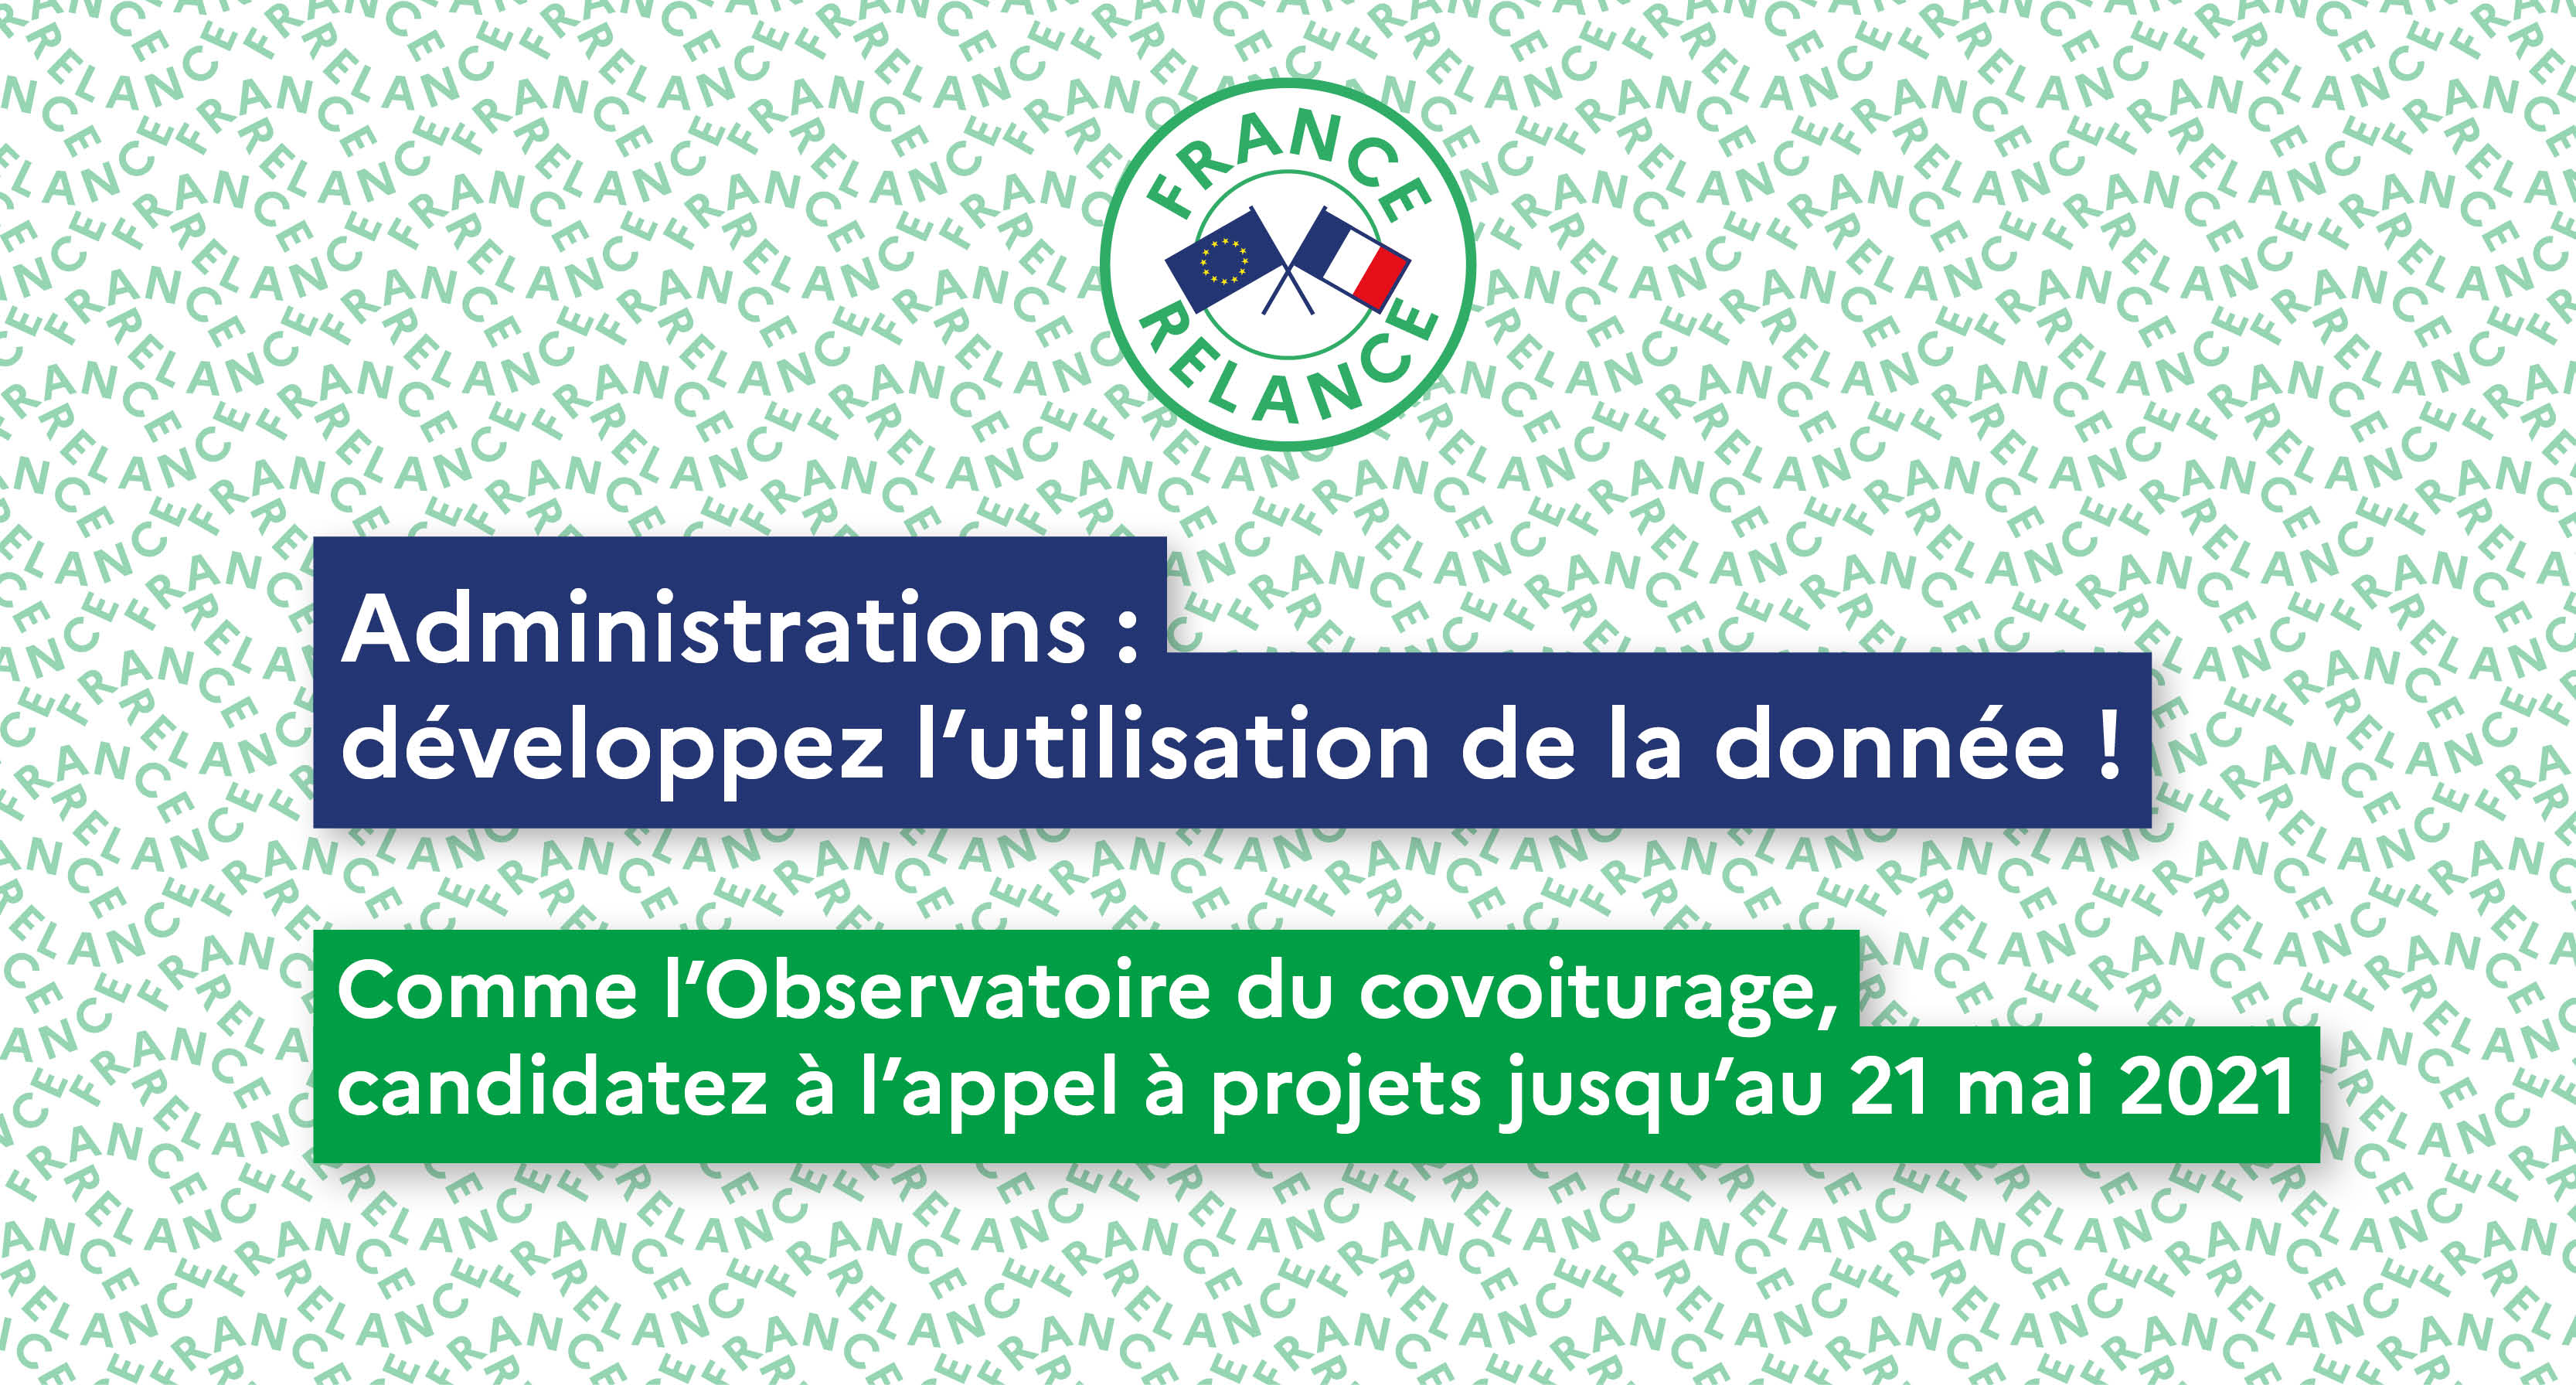 FRANCE
RELANCE
Administrations :
développez l’utilisation de la donnée !
Comme l’Observatoire du covoiturage,
candidatez à l’appel à projets jusqu’au 21 mai 2021